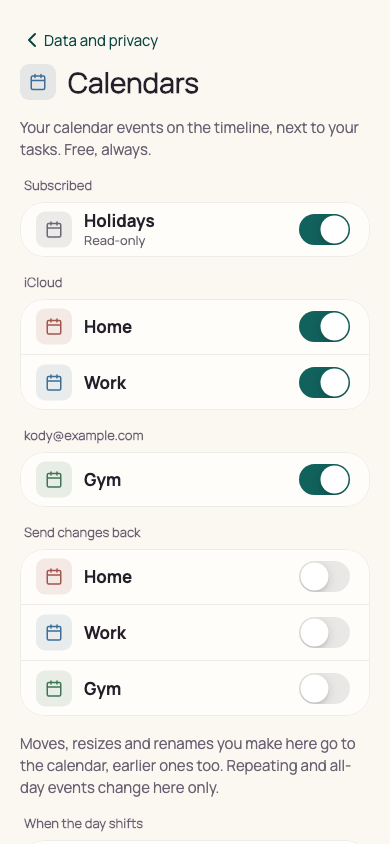 Data and privacy
Calendars
Your calendar events on the timeline, next to your
tasks. Free, always.
Subscribed
Holidays
Read-only
iCloud
Home
Work
kody@example.com
Gym
Send changes back
Home
Work
Gym
Moves, resizes and renames you make here go to
the calendar, earlier ones too. Repeating and all-
day events change here only.
When the day shifts